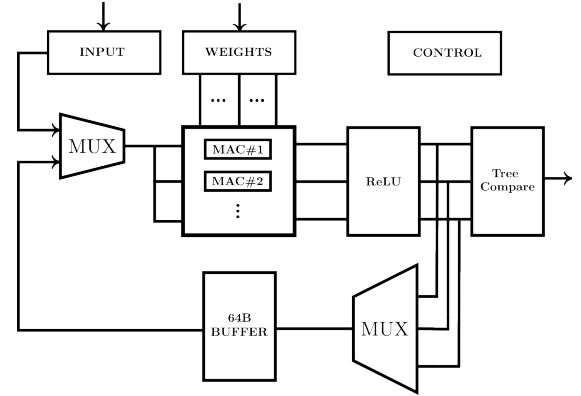 INPUT
WEIGHTS
CONTROL
... ...
MUX
MAC#1
MAC#2
⋮
ReLU
Tree
Compare
64B
BUFFER
MUX